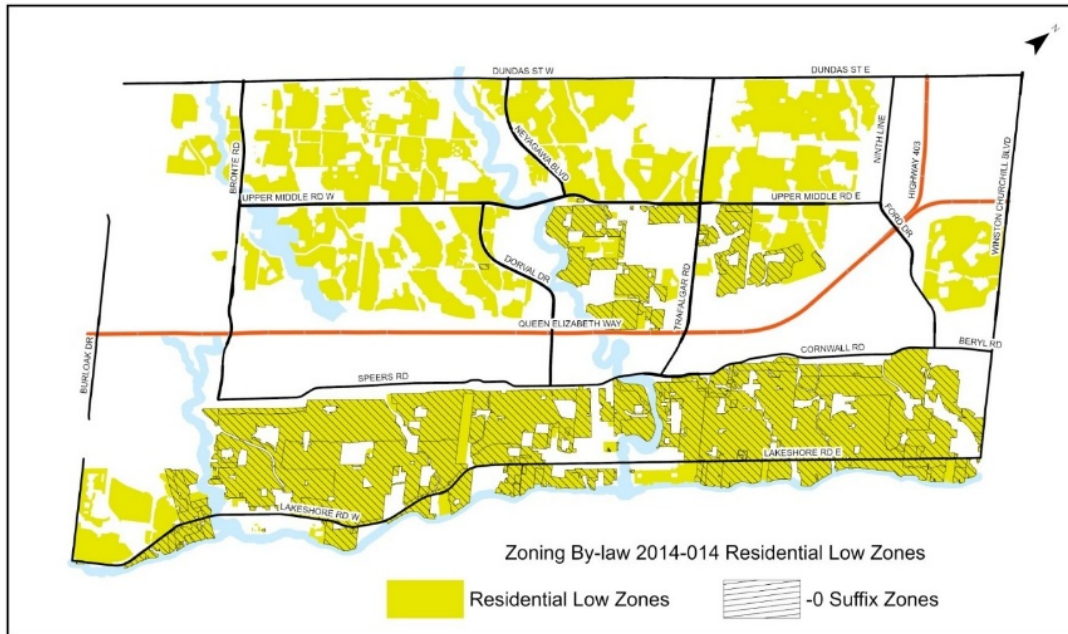 N
DUNDAS ST W
DUNDAS ST E
BRONTE RD
NEYAGAWA BLVD
NINTH LINE
HIGHWAY 403
WINSTON CHURCHILL BLVD
UPPER MIDDLE RD W
UPPER MIDDLE RD E
FORD DR
DORVAL DR
TRAFALGAR RD
QUEEN ELIZABETH WAY
BURLOAK DR
CORNWALL RD
BERYL RD
SPEERS RD
LAKESHORE RD E
LAKESHORE RD W
Zoning By-law 2014-014 Residential Low Zones
Residential Low Zones
-0 Suffix Zones